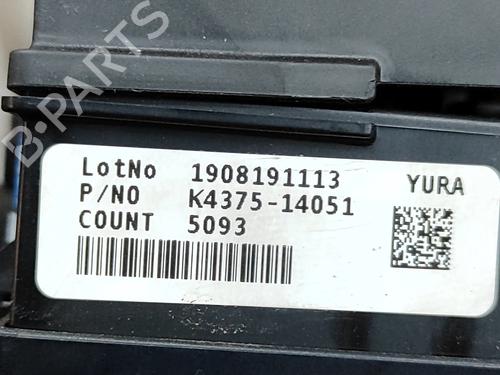 B-PARTS
LotNo 1908191113 YURA
P/NO K4375-14051
COUNT 5093